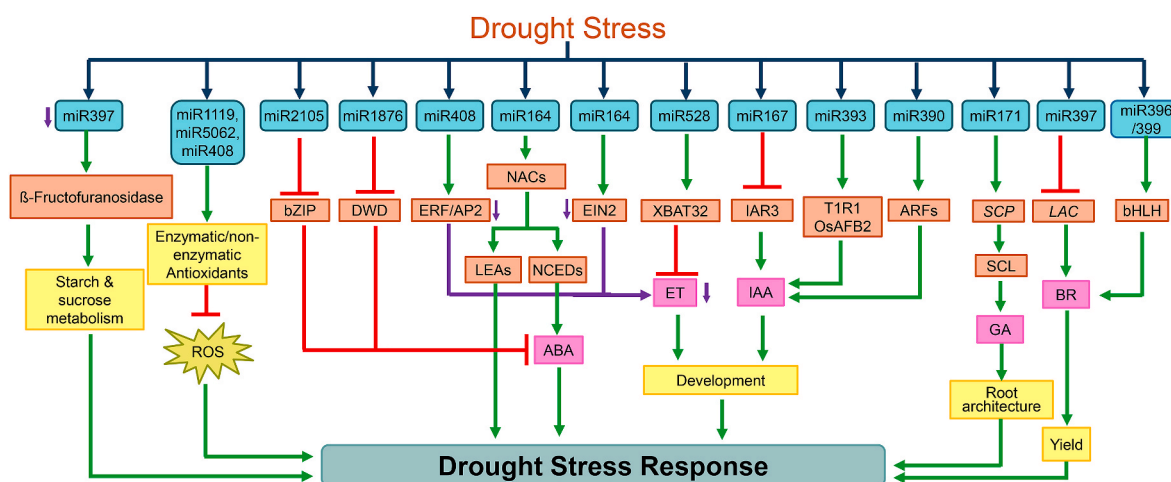 Drought Stress
miR397
miR1119,
miR5062,
miR408
miR2105
miR1876
miR408
miR164
miR164
miR528
miR167
miR393
miR390
miR171
miR397
miR396
/399
ß-Fructofuranosidase
NACs
bZIP
DWD
ERF/AP2
EIN2
XBAT32
IAR3
T1R1
OsAFB2
ARFs
SCP
LAC
bHLH
Enzymatic/non-
enzymatic
Antioxidants
LEAs
NCEDs
SCL
Starch &
sucrose
metabolism
ET
IAA
BR
GA
ROS
ABA
Development
Root
architecture
Yield
Drought Stress Response